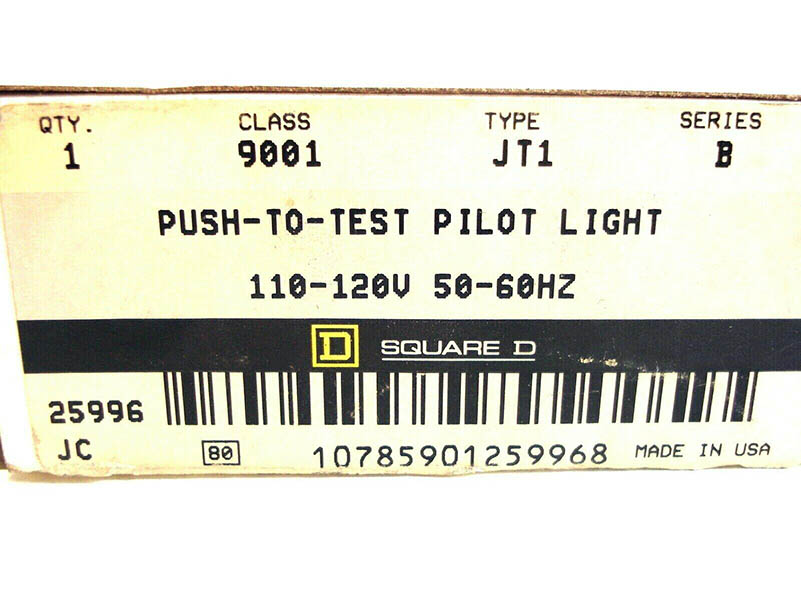 QTY. CLASS TYPE SERIES
1 9001 JT1 B
PUSH-TO-TEST PILOT LIGHT
110-120V 50-60HZ
D SQUARE D
25996
JC 80 10785901259968 MADE IN USA